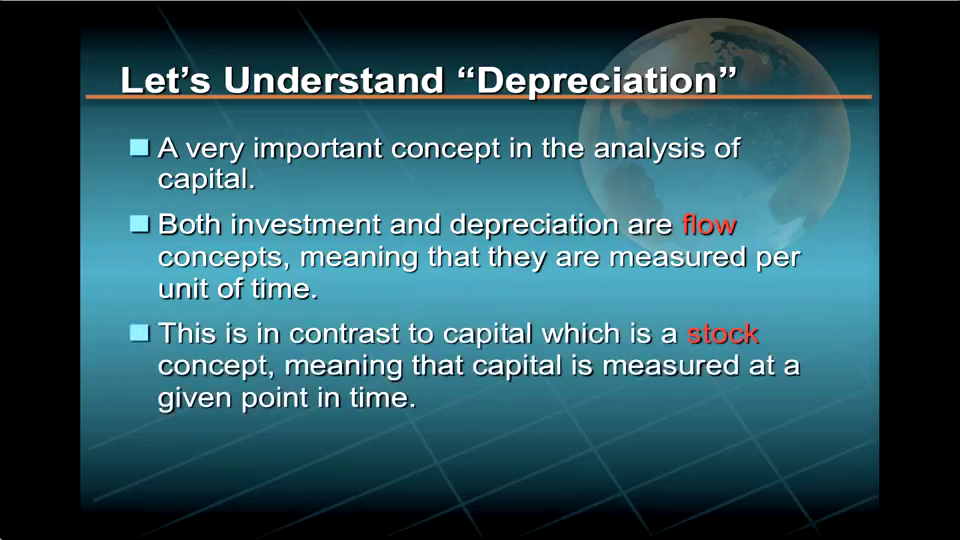 Let’s Understand “Depreciation”
A very important concept in the analysis of
capital.
Both investment and depreciation are flow
concepts, meaning that they are measured per
unit of time.
This is in contrast to capital which is a stock
concept, meaning that capital is measured at a
given point in time.